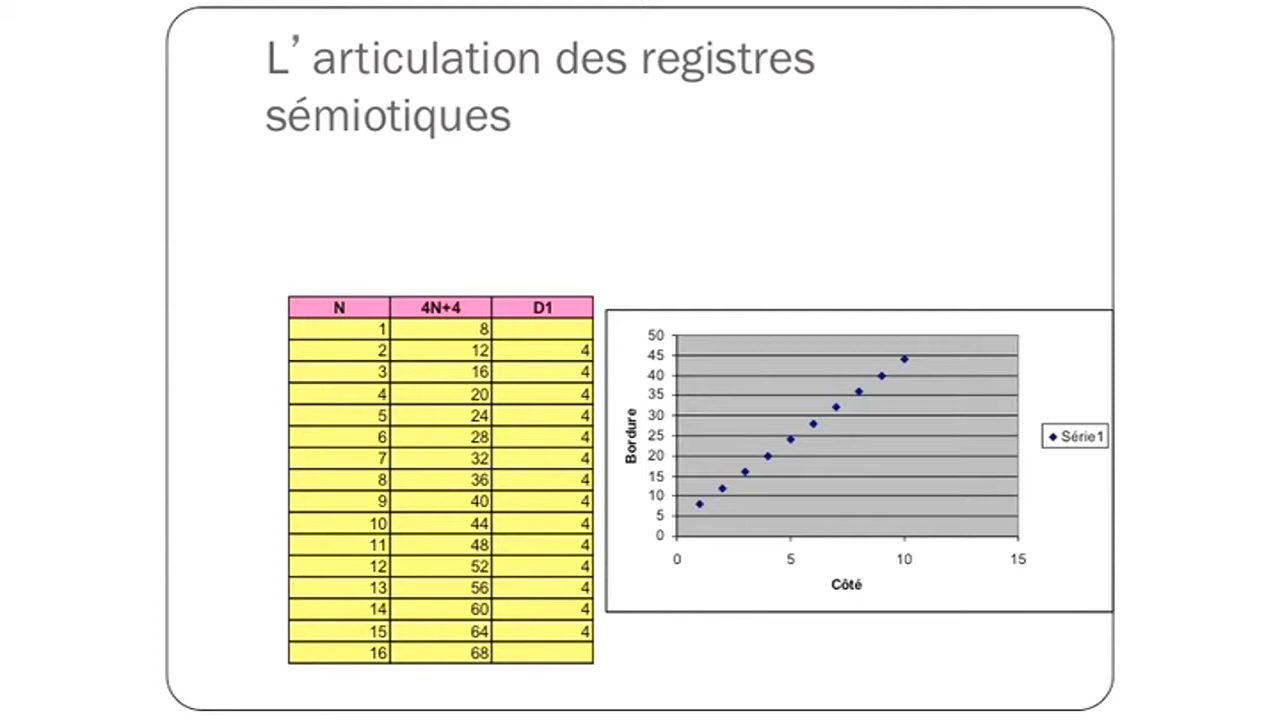 L’articulation des registres
sémiotiques
N 4N+4 D1
1 8
2 12 4
3 16 4
4 20 4
5 24 4
6 28 4
7 32 4
8 36 4
9 40 4
10 44 4
11 48 4
12 52 4
13 56 4
14 60 4
15 64 4
16 68
50
45
40
35
30
25
20
15
10
5
0
Bordure
0 5 10 15
Côté
Série1